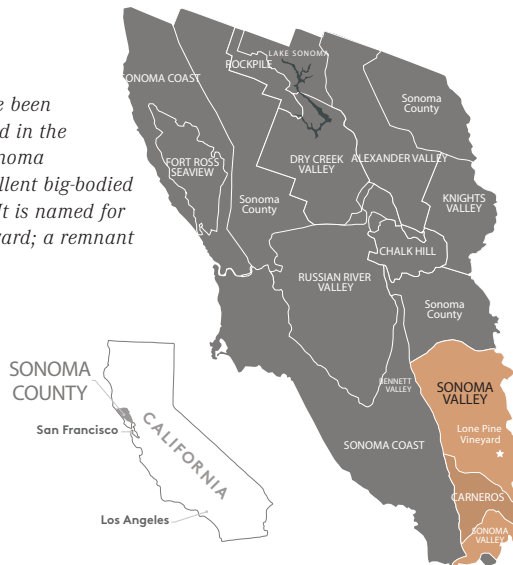 LAKE SONOMA
ROCKPILE
SONOMA COAST
e been
d in the
noma
llent big-bodied
It is named for
ard; a remnant
Sonoma
County
FORT ROSS
SEAVIEW
DRY CREEK
VALLEY
ALEXANDER VALLEY
KNIGHTS
VALLEY
Sonoma
County
CHALK HILL
RUSSIAN RIVER
VALLEY
Sonoma
County
BENNETT
VALLEY
SONOMA
VALLEY
Lone Pine
Vineyard
SONOMA COAST
CARNEROS
SONOMA
VALLEY
SONOMA
COUNTY
CALIFORNIA
San Francisco
Los Angeles